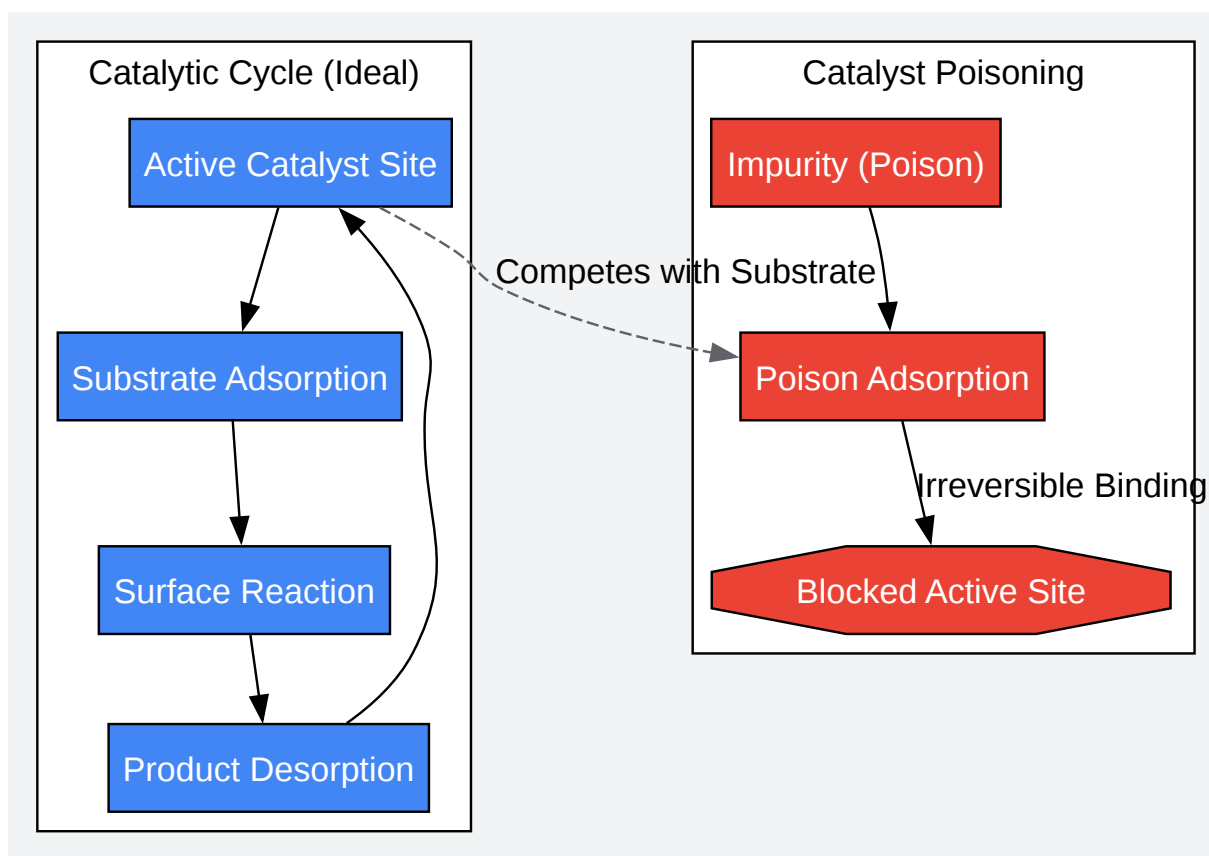 Catalytic Cycle (Ideal)
Active Catalyst Site
Substrate Adsorption
Surface Reaction
Product Desorption
Competes with Substrate
Catalyst Poisoning
Impurity (Poison)
Poison Adsorption
Irreversible Binding
Blocked Active Site